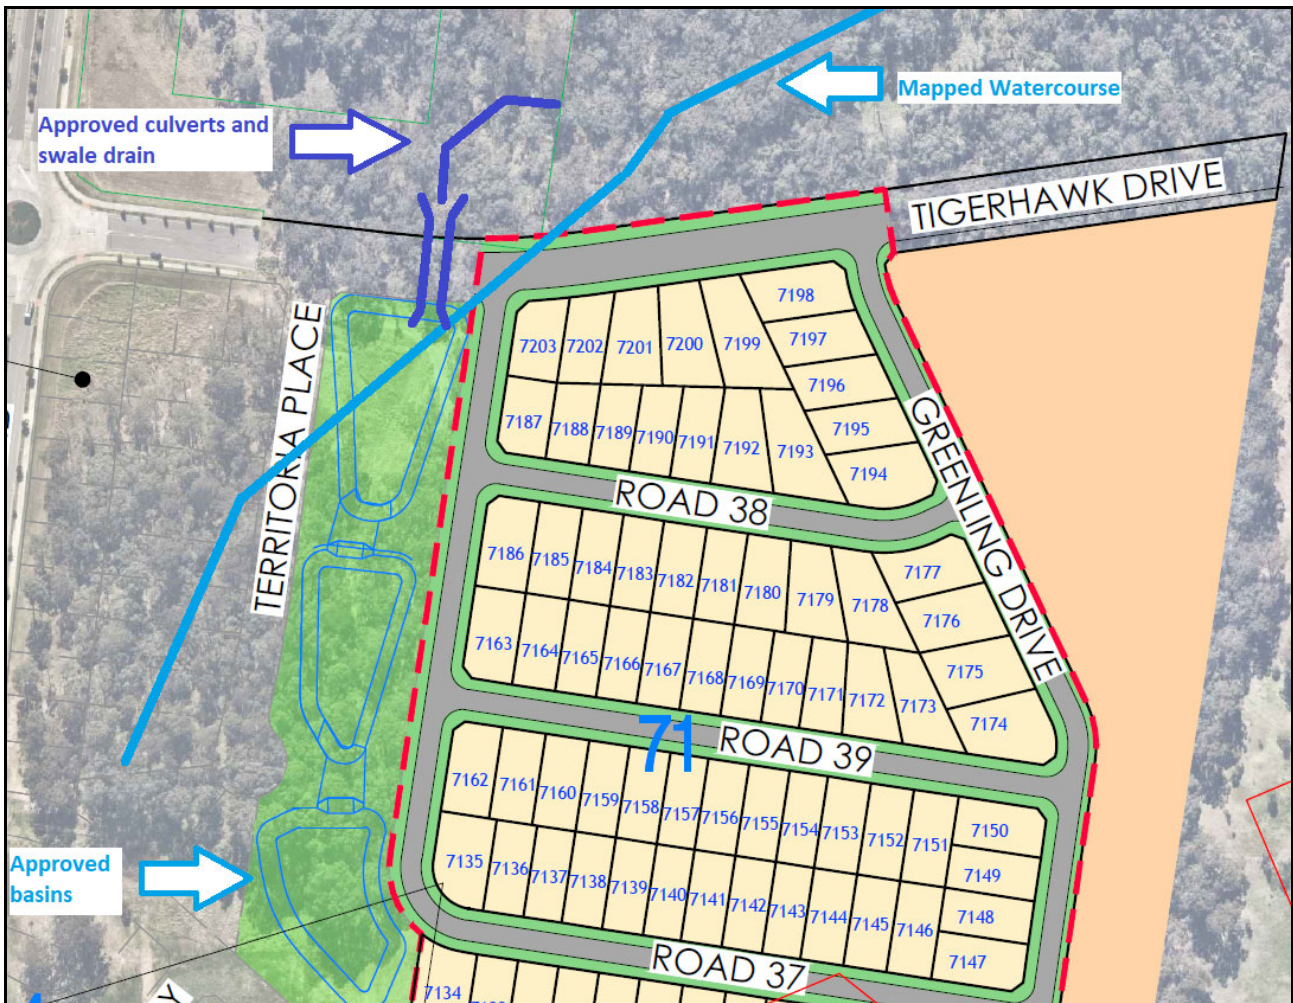 Mapped Watercourse
Approved culverts and
swale drain
TIGERHAWK DRIVE
TERRITORIA PLACE
7198
7203 7202 7201 7200 7199 7197
7196
7187 7188 7189 7190 7191 7192 7193 7195
7194
GREENLING DRIVE
ROAD 38
7186 7185 7184 7183 7182 7181 7180 7179 7178 7177
7176
7163 7164 7165 7166 7167 7168 7169 7170 7171 7172 7173 7175
7174
71
ROAD 39
7162 7161 7160 7159 7158 7157 7156 7155 7154 7153 7152 7151 7150
7149
Approved
basins
7135 7136 7137 7138 7139 7140 7141 7142 7143 7144 7145 7146 7148
7147
ROAD 37
7134
Y